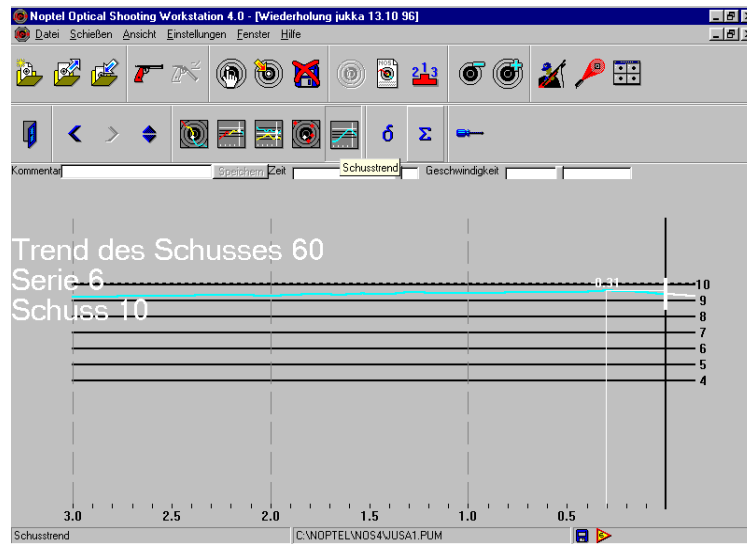 Noptel Optical Shooting Workstation 4.0 - [Wiederholung jukka 13.10 96]
Datei Schießen Ansicht Einstellungen Fenster Hilfe
NOS
2 1 3
δ Σ
Kommentar Speichern Zeit Schusstrend Geschwindigkeit
Trend des Schusses 60
Serie 6
Schuss 10
0.31
10
9
8
7
6
5
4
3.0 2.5 2.0 1.5 1.0 0.5
Schusstrend C:\NOPTEL\NOS4\JUSA1.PUM